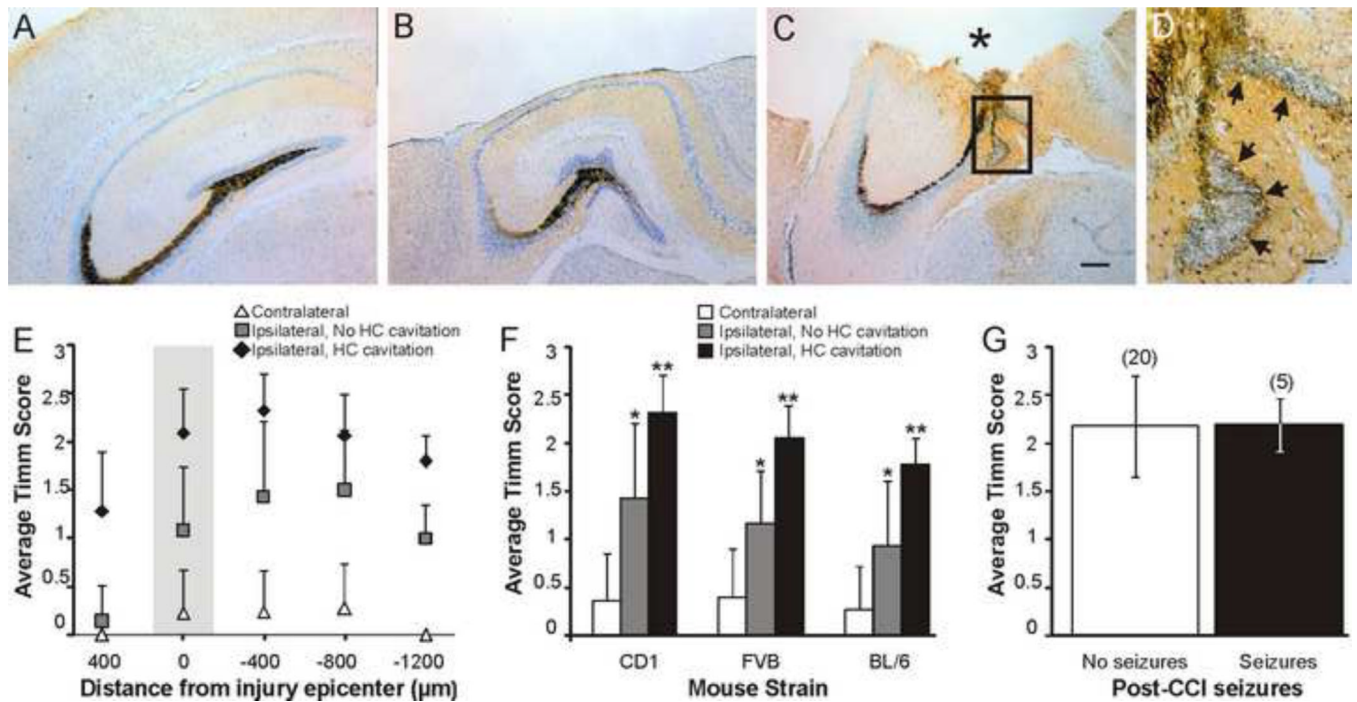 A
B
C
*
D
E
△ Contralateral
■ Ipsilateral, No HC cavitation
◆ Ipsilateral, HC cavitation
Average Timm Score
3
2.5
2
1.5
1
0.5
0
400
0
-400
-800
-1200
Distance from injury epicenter (µm)
F
□ Contralateral
■ Ipsilateral, No HC cavitation
■ Ipsilateral, HC cavitation
Average Timm Score
3
2.5
2
1.5
1
0.5
0
*
**
*
**
*
**
CD1
FVB
BL/6
Mouse Strain
G
Average Timm Score
3
2.5
2
1.5
1
0.5
0
(20)
(5)
No seizures
Seizures
Post-CCI seizures